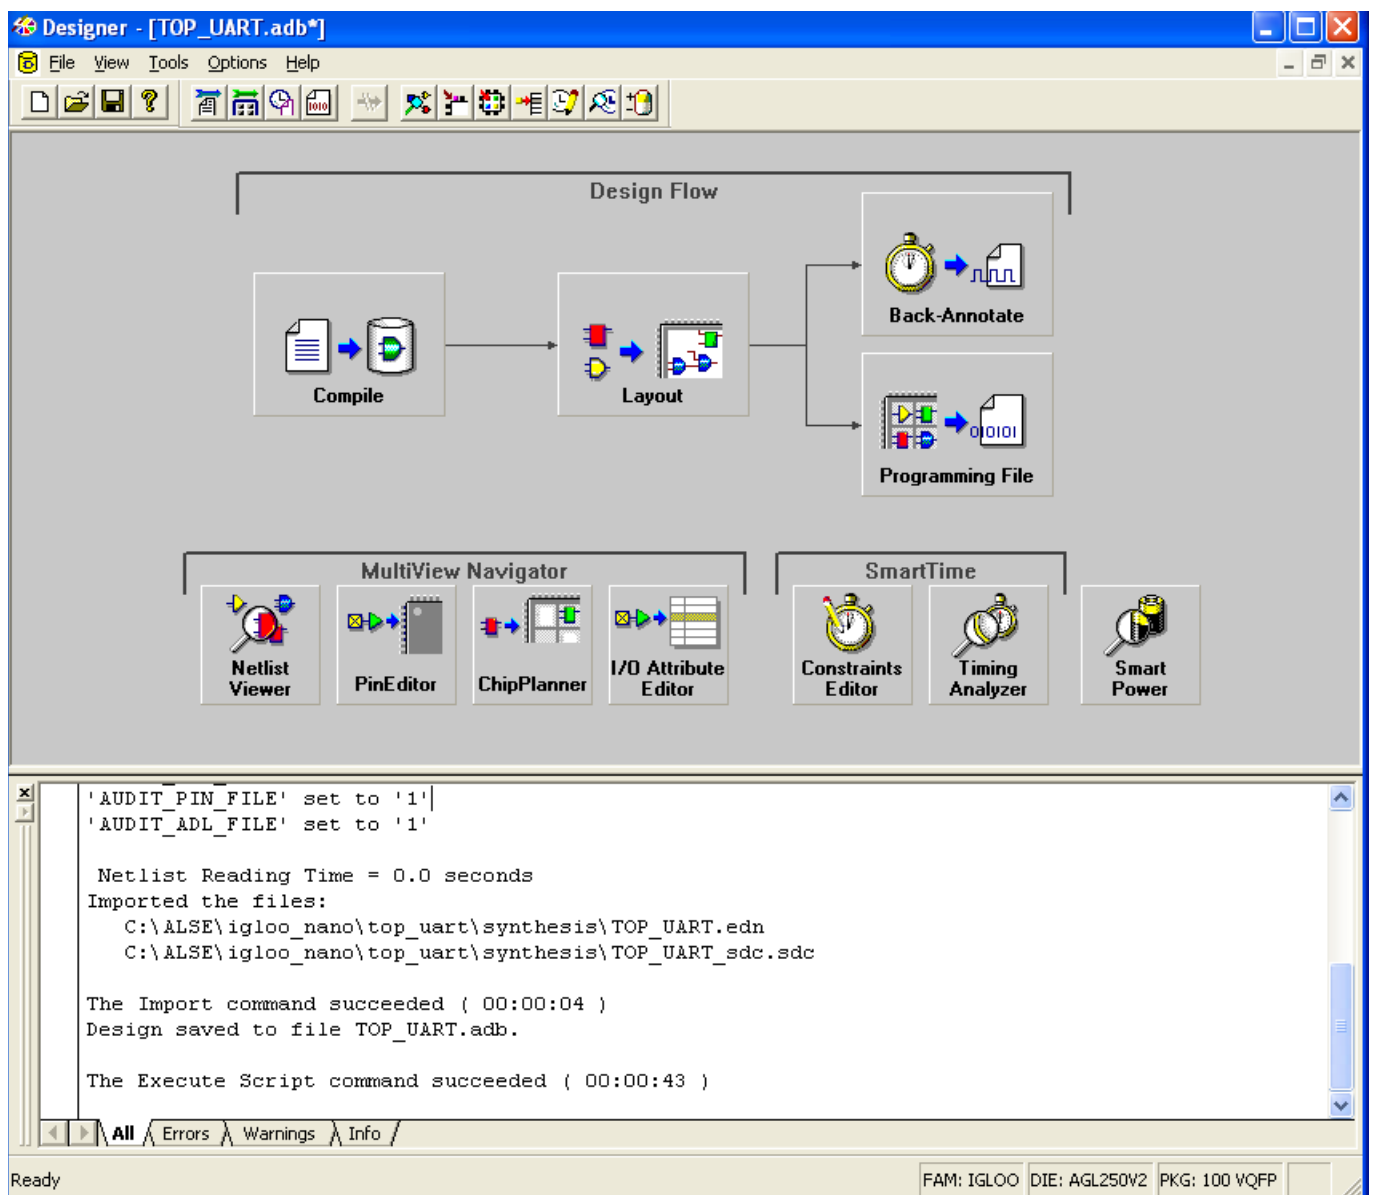 Designer - [TOP_UART.adb*]
File View Tools Options Help
Design Flow
Back-Annotate
Compile
Layout
Programming File
MultiView Navigator
SmartTime
Netlist
Viewer
PinEditor
ChipPlanner
I/O Attribute
Editor
Constraints
Editor
Timing
Analyzer
Smart
Power
'AUDIT_PIN_FILE' set to '1'
'AUDIT_ADL_FILE' set to '1'
Netlist Reading Time = 0.0 seconds
Imported the files:
C:\ALSE\igloo_nano\top_uart\synthesis\TOP_UART.edn
C:\ALSE\igloo_nano\top_uart\synthesis\TOP_UART_sdc.sdc
The Import command succeeded ( 00:00:04 )
Design saved to file TOP_UART.adb.
The Execute Script command succeeded ( 00:00:43 )
All Errors Warnings Info
Ready
FAM: IGLOO DIE: AGL250V2 PKG: 100 VQFP